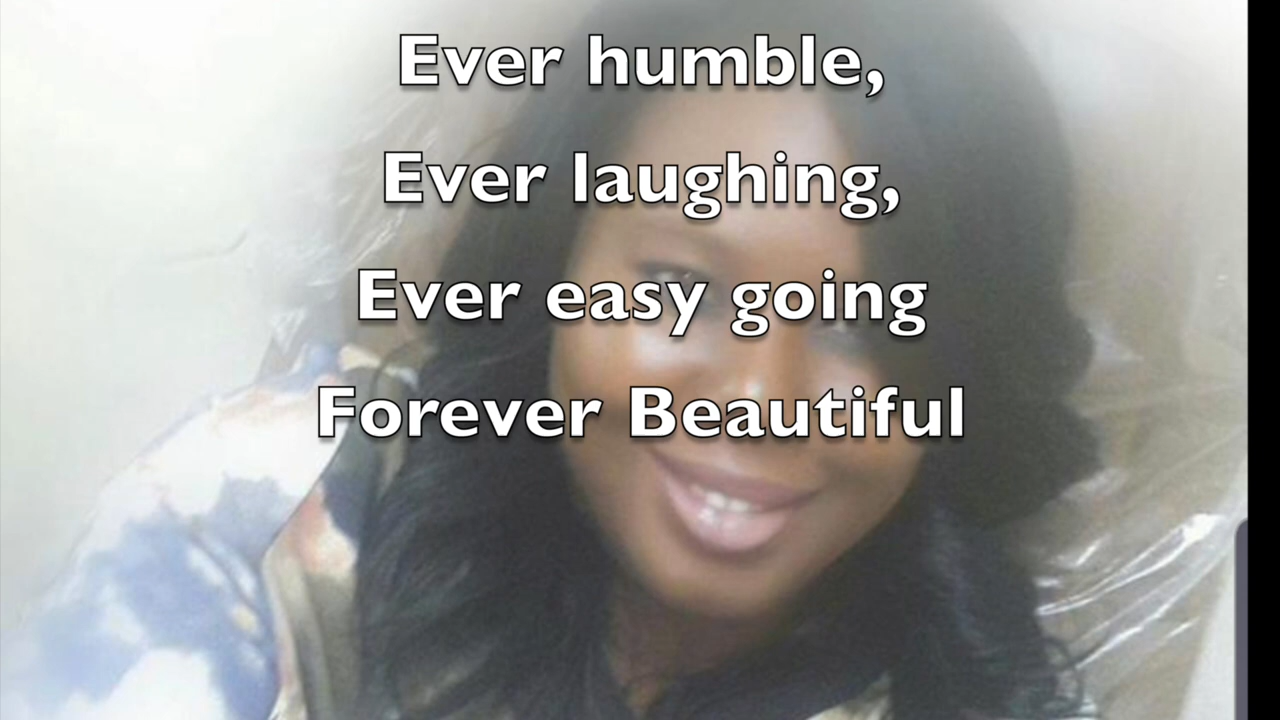 Ever humble,
Ever laughing,
Ever easy going
Forever Beautiful